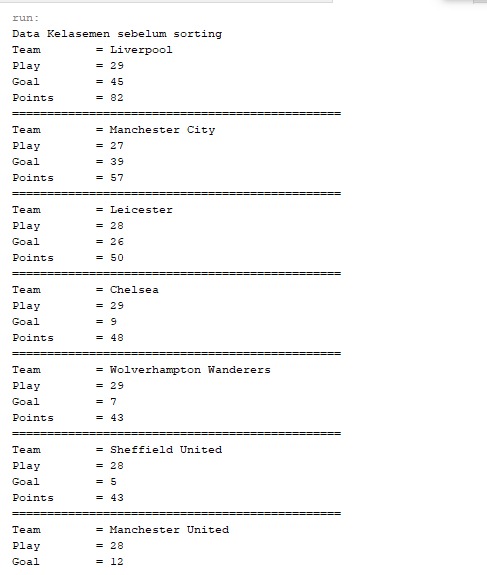 run:
Data Kelasemen sebelum sorting
Team = Liverpool
Play = 29
Goal = 45
Points = 82
===============================================
Team = Manchester City
Play = 27
Goal = 39
Points = 57
===============================================
Team = Leicester
Play = 28
Goal = 26
Points = 50
===============================================
Team = Chelsea
Play = 29
Goal = 9
Points = 48
===============================================
Team = Wolverhampton Wanderers
Play = 29
Goal = 7
Points = 43
===============================================
Team = Sheffield United
Play = 28
Goal = 5
Points = 43
===============================================
Team = Manchester United
Play = 28
Goal = 12